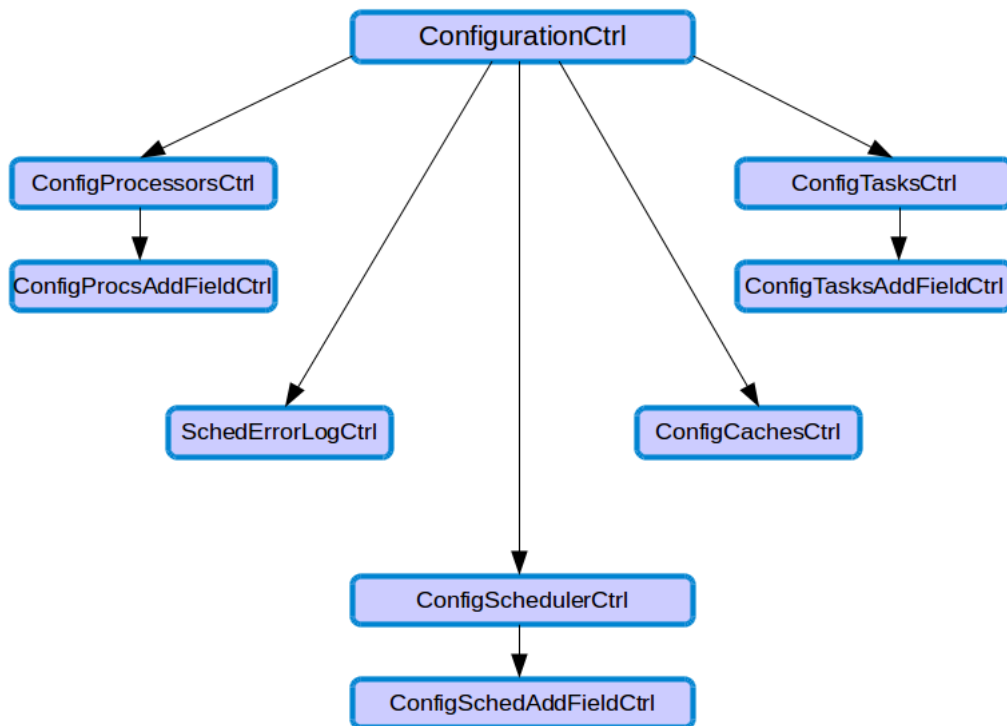 ConfigurationCtrl
ConfigProcessorsCtrl
ConfigTasksCtrl
ConfigProcsAddFieldCtrl
ConfigTasksAddFieldCtrl
SchedErrorLogCtrl
ConfigCachesCtrl
ConfigSchedulerCtrl
ConfigSchedAddFieldCtrl